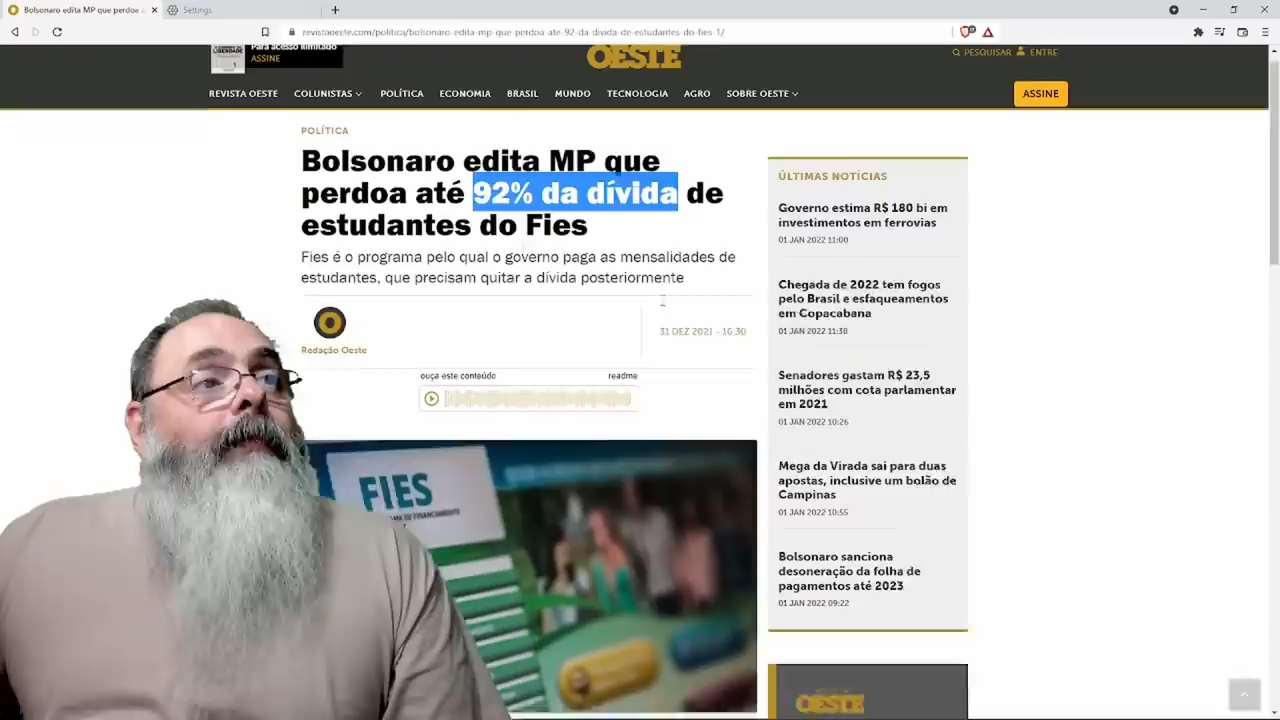 Bolsonaro edita MP que perdoa a
Settings
revistaoeste.com/politica/bolsonaro-edita-mp-que-perdoa-ate-92-da-divida-de-estudantes-do-fies-1/
LIBERDADE
Para acesso ilimitado
ASSINE
OESTE
PESQUISAR
ENTRE
REVISTA OESTE
COLUNISTAS
POLÍTICA
ECONOMIA
BRASIL
MUNDO
TECNOLOGIA
AGRO
SOBRE OESTE
ASSINE
POLÍTICA
Bolsonaro edita MP que
perdoa até 92% da dívida de
estudantes do Fies
Fies é o programa pelo qual o governo paga as mensalidades de
estudantes, que precisam quitar a dívida posteriormente
Redação Oeste
31 DEZ 2021 - 16:30
ouça este conteúdo
readme
FIES
ÚLTIMAS NOTÍCIAS
Governo estima R$ 180 bi em
investimentos em ferrovias
01 JAN 2022 11:00
Chegada de 2022 tem fogos
pelo Brasil e esfaqueamentos
em Copacabana
01 JAN 2022 11:38
Senadores gastam R$ 23,5
milhões com cota parlamentar
em 2021
01 JAN 2022 10:26
Mega da Virada sai para duas
apostas, inclusive um bolão de
Campinas
01 JAN 2022 10:55
Bolsonaro sanciona
desoneração da folha de
pagamentos até 2023
01 JAN 2022 09:22
OESTE